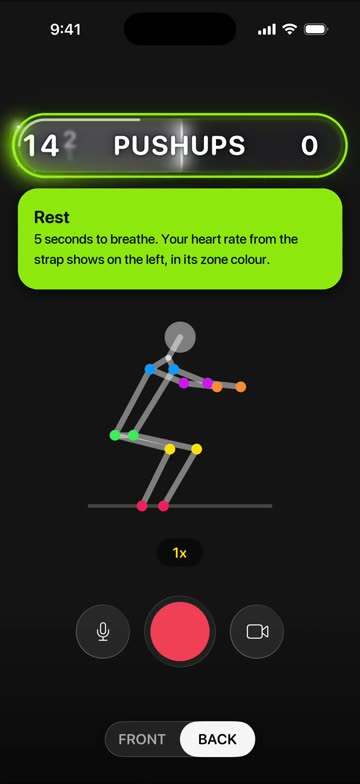 9:41
14 PUSHUPS 0
Rest
5 seconds to breathe. Your heart rate from the
strap shows on the left, in its zone colour.
1x
FRONT BACK